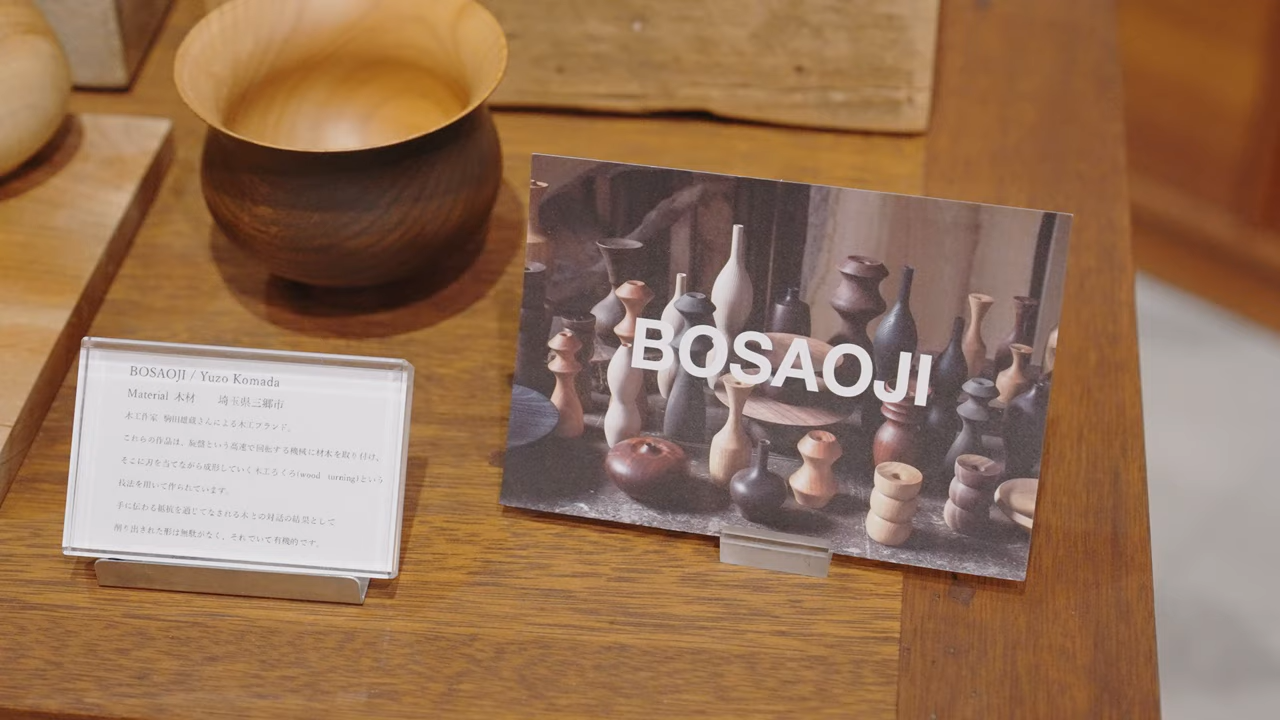 BOSAOJI / Yuzo Komada
Material 木材 埼玉県三郷市
木工作家 駒田雄蔵さんによる木工ブランド。
これらの作品は、旋盤という高速で回転する機械に材木を取り付け、
そこに刃を当てながら成形していく木工ろくろ(wood turning)という
技法を用いて作られています。
手に伝わる抵抗を通じてなされる木との対話の結果として
削り出された形は無駄がなく、それでいて有機的です。
BOSAOJI